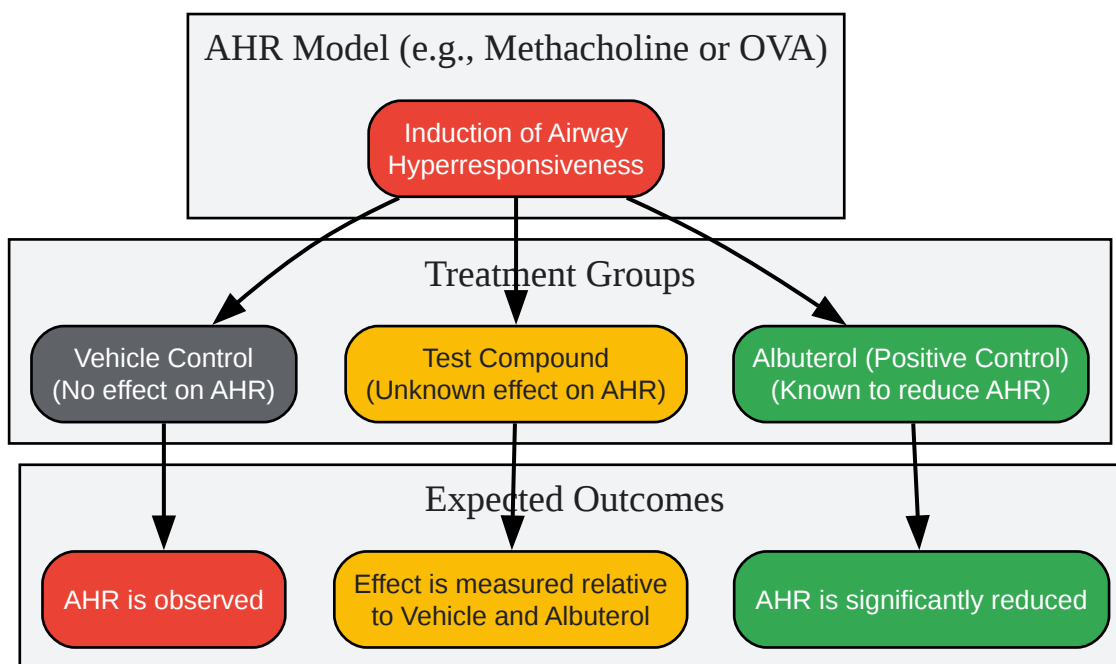 AHR Model (e.g., Methacholine or OVA)
Induction of Airway
Hyperresponsiveness
Treatment Groups
Vehicle Control
(No effect on AHR)
Test Compound
(Unknown effect on AHR)
Albuterol (Positive Control)
(Known to reduce AHR)
Expected Outcomes
AHR is observed
Effect is measured relative
to Vehicle and Albuterol
AHR is significantly reduced